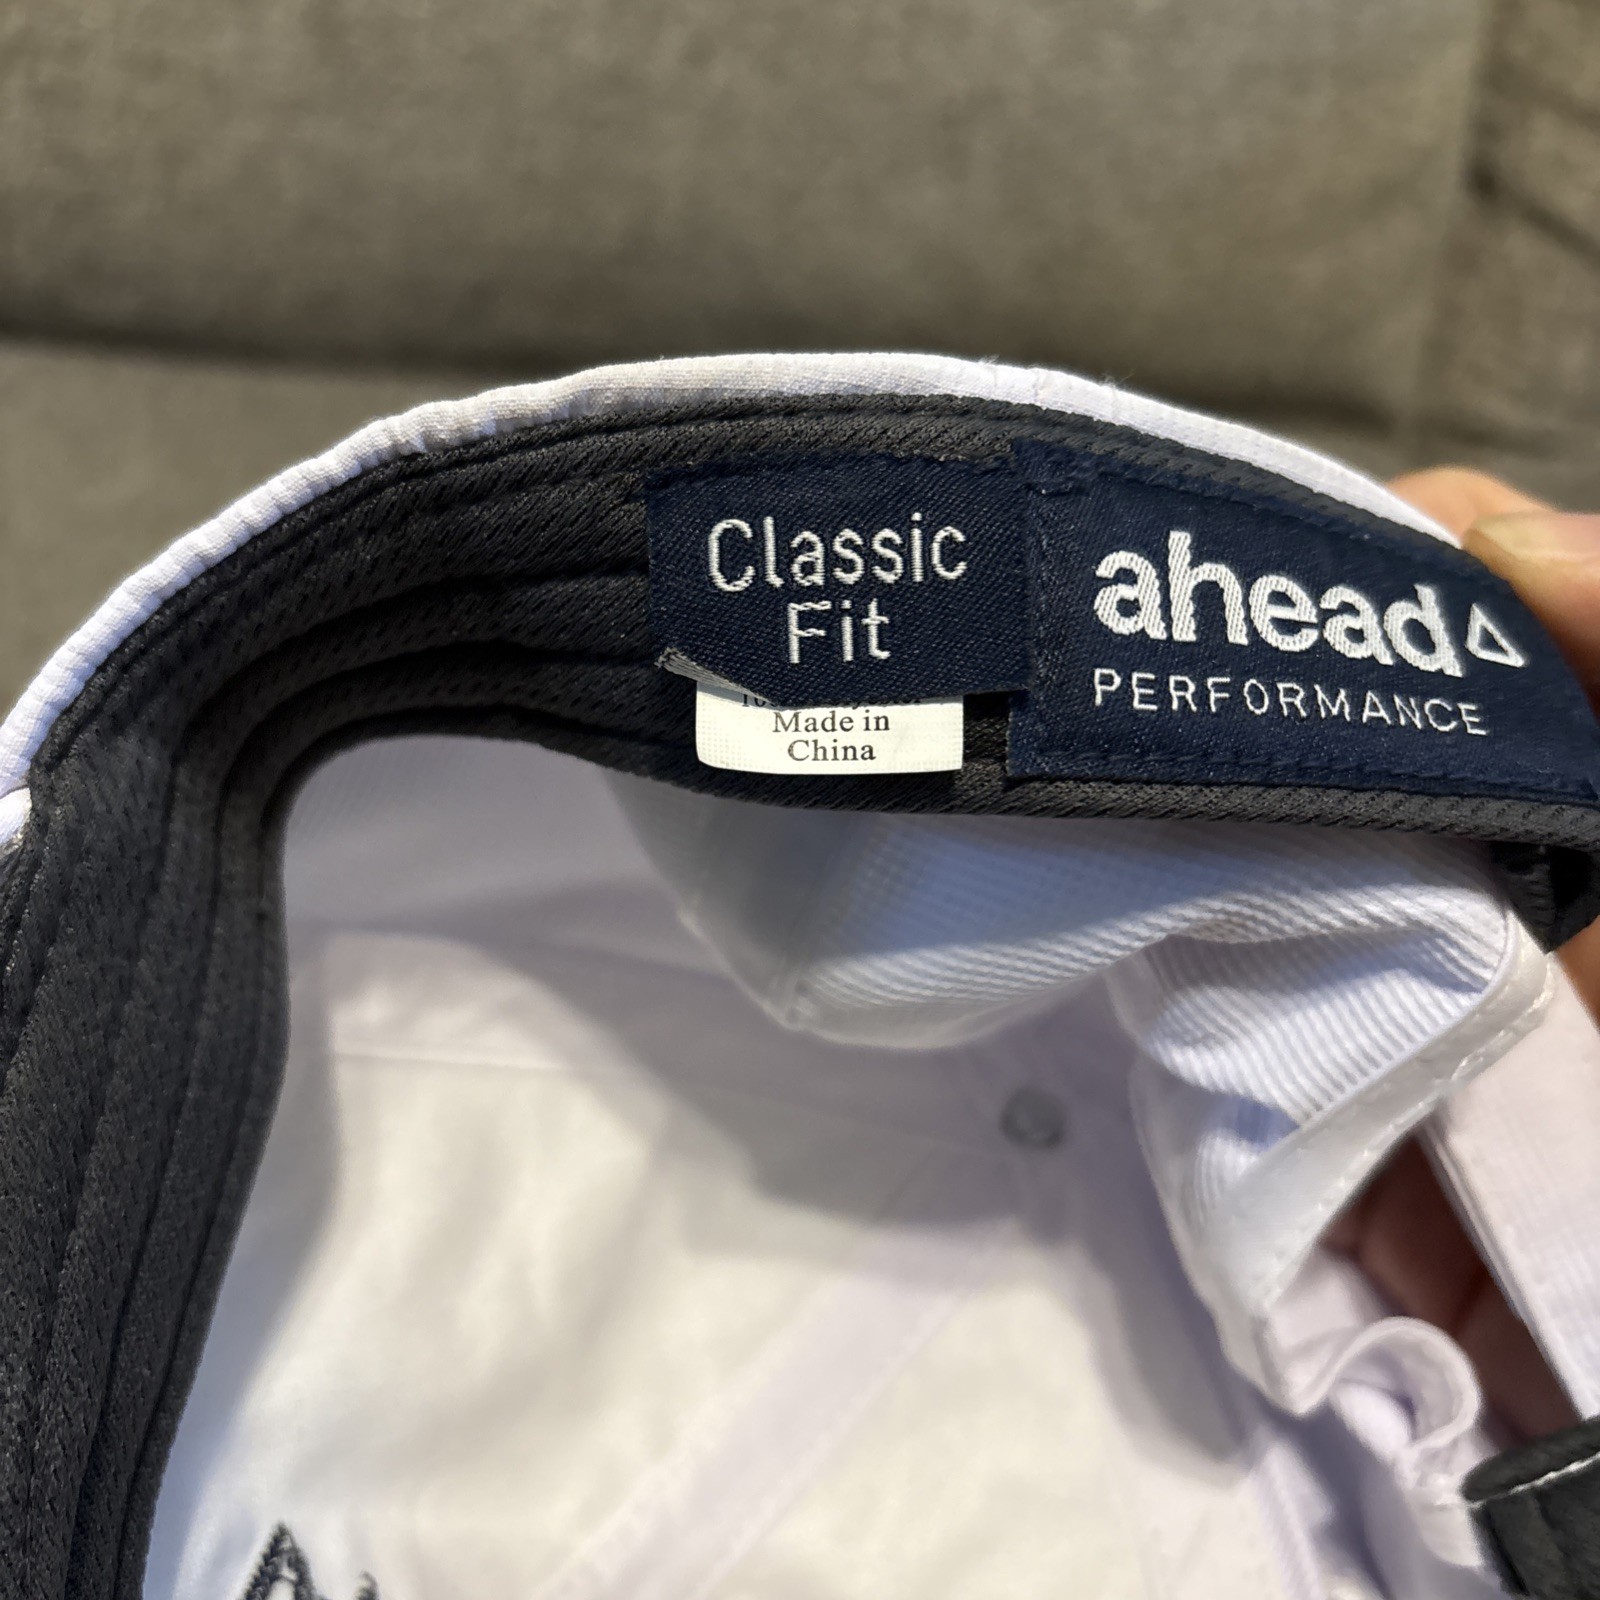 Classic
Fit
ahead
PERFORMANCE
Made in
China